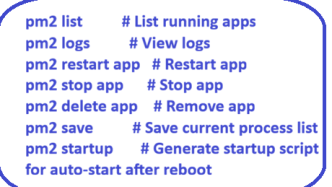 pm2 list # List running apps
pm2 logs # View logs
pm2 restart app # Restart app
pm2 stop app # Stop app
pm2 delete app # Remove app
pm2 save # Save current process list
pm2 startup # Generate startup script
for auto-start after reboot